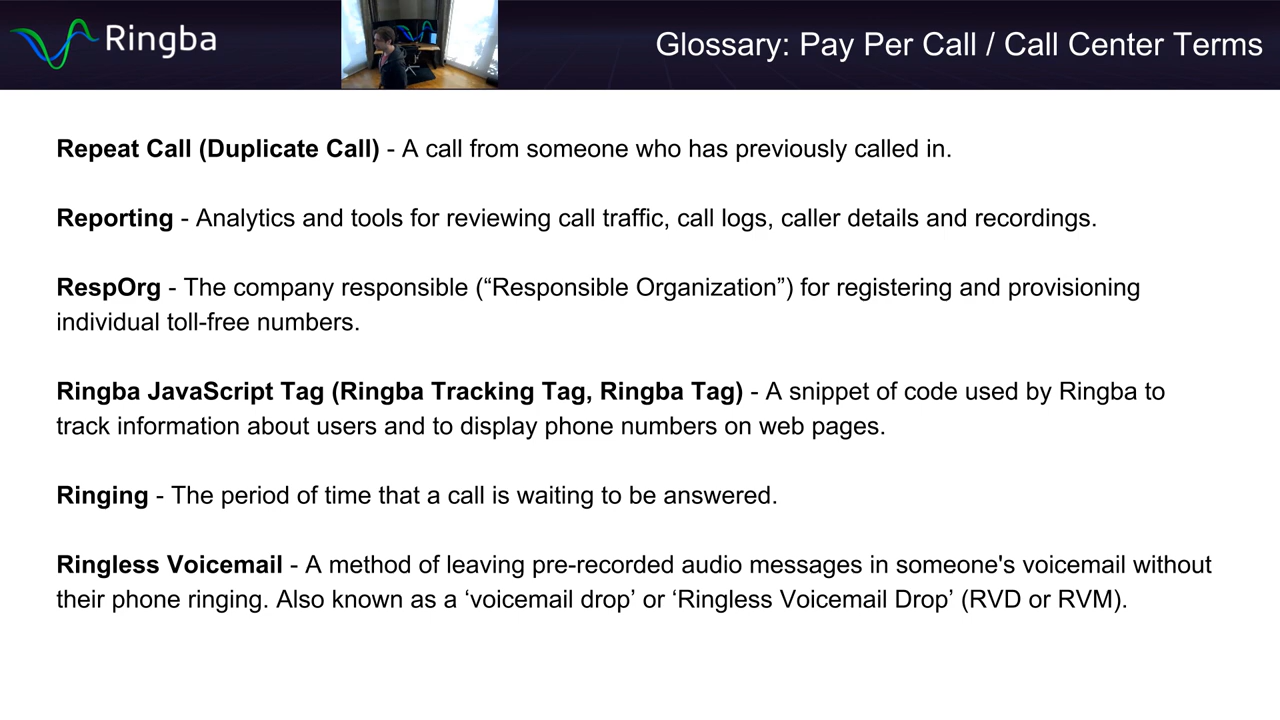 Ringba
Glossary: Pay Per Call / Call Center Terms
Repeat Call (Duplicate Call) - A call from someone who has previously called in.
Reporting - Analytics and tools for reviewing call traffic, call logs, caller details and recordings.
RespOrg - The company responsible (“Responsible Organization”) for registering and provisioning
individual toll-free numbers.
Ringba JavaScript Tag (Ringba Tracking Tag, Ringba Tag) - A snippet of code used by Ringba to
track information about users and to display phone numbers on web pages.
Ringing - The period of time that a call is waiting to be answered.
Ringless Voicemail - A method of leaving pre-recorded audio messages in someone's voicemail without
their phone ringing. Also known as a ‘voicemail drop’ or ‘Ringless Voicemail Drop’ (RVD or RVM).